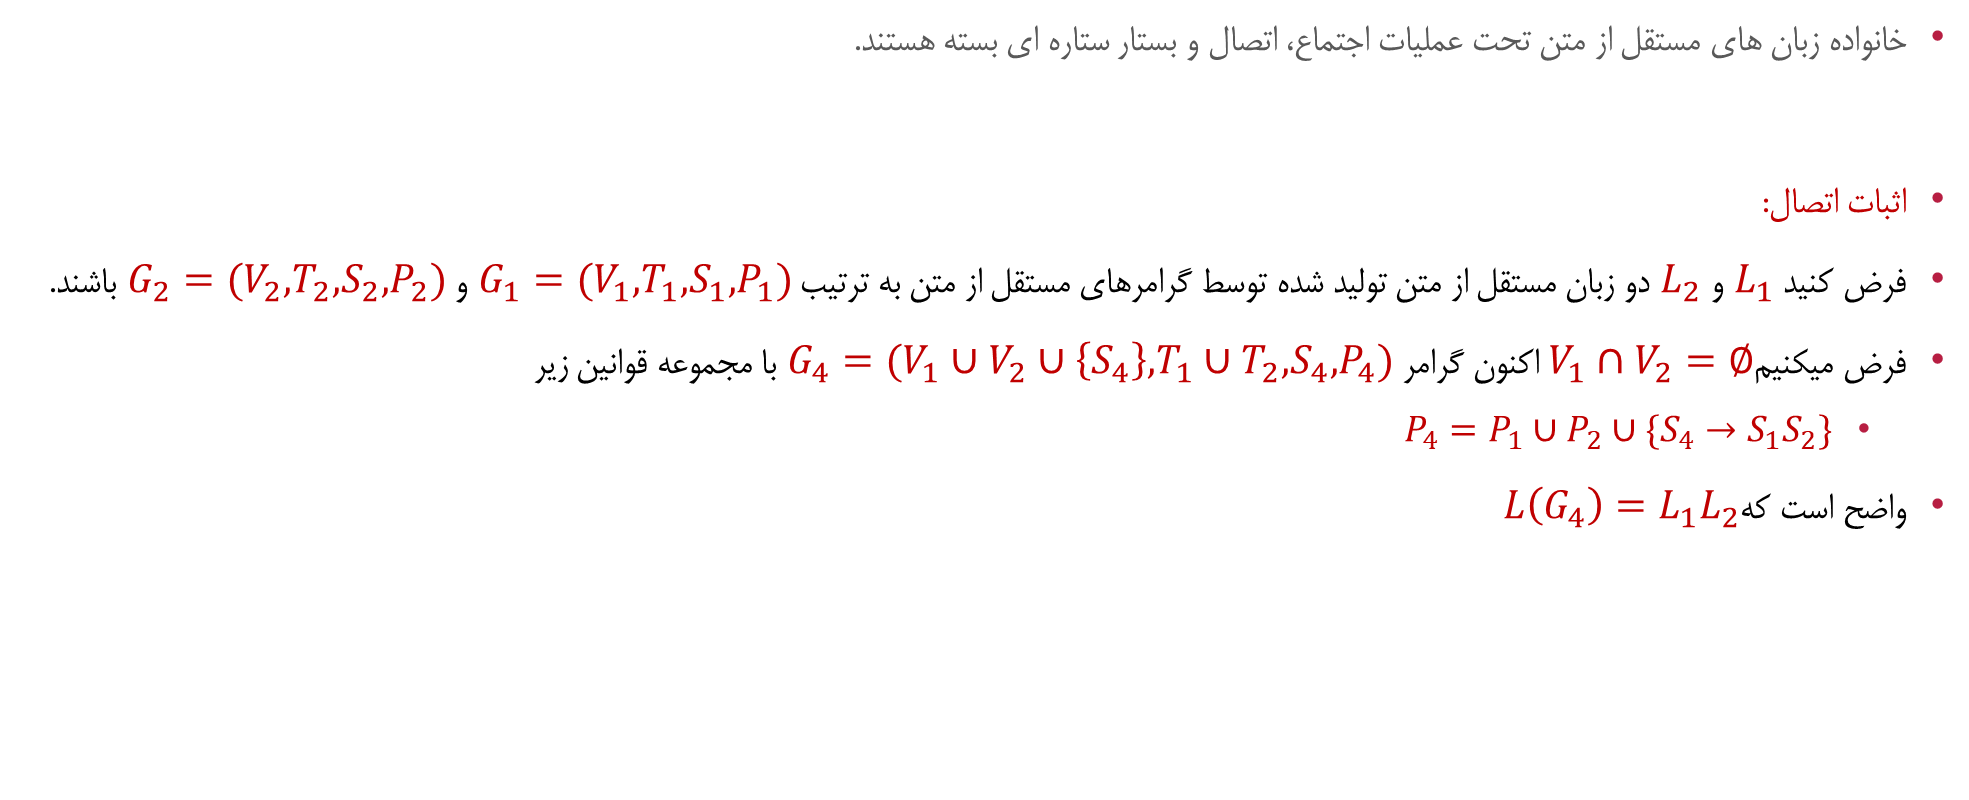 • خانواده زبان های مستقل از متن تحت عملیات اجتماع، اتصال و بستار ستاره ای بسته هستند.
• اثبات اتصال:
• فرض کنید L₁ و L₂ دو زبان مستقل از متن تولید شده توسط گرامرهای مستقل از متن به ترتیب G₁ = (V₁,T₁,S₁,P₁) و G₂ = (V₂,T₂,S₂,P₂) باشند.
• فرض میکنیم V₁ ∩ V₂ = ∅ اکنون گرامر G₄ = (V₁ ∪ V₂ ∪ {S₄},T₁ ∪ T₂,S₄,P₄) با مجموعه قوانین زیر
• P₄ = P₁ ∪ P₂ ∪ {S₄ → S₁S₂}
• واضح است که L(G₄) = L₁L₂